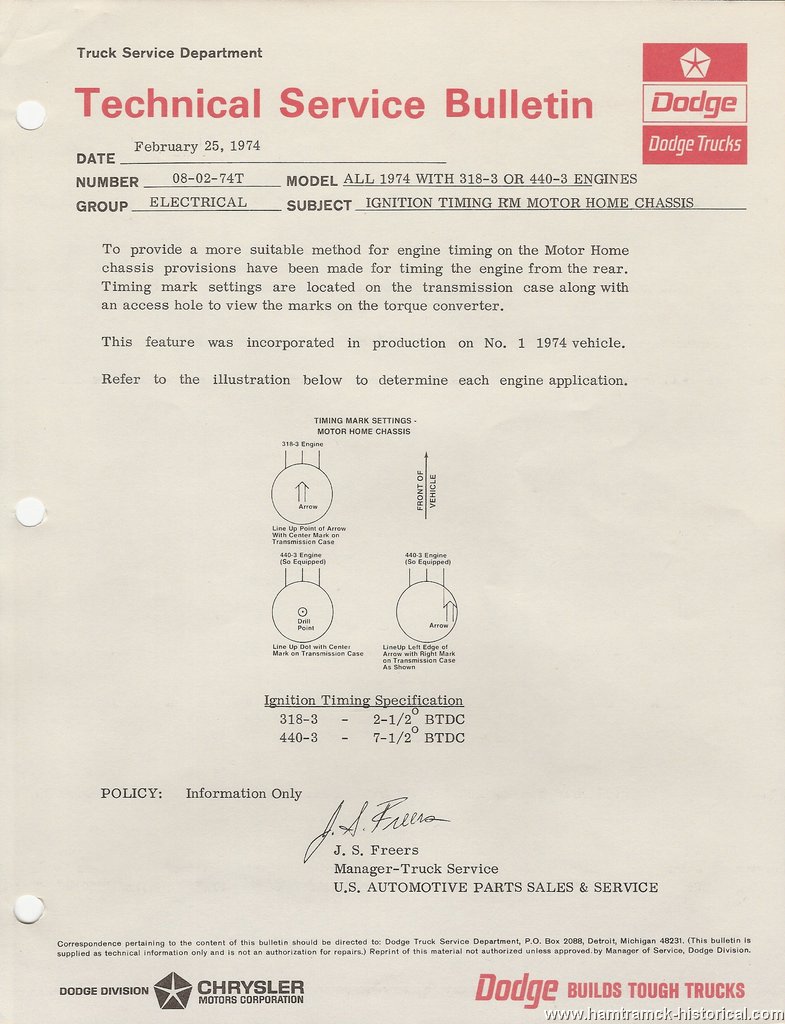 Truck Service Department
Technical Service Bulletin
Dodge
Dodge Trucks
DATE February 25, 1974
NUMBER 08-02-74T MODEL ALL 1974 WITH 318-3 OR 440-3 ENGINES
GROUP ELECTRICAL SUBJECT IGNITION TIMING RM MOTOR HOME CHASSIS
To provide a more suitable method for engine timing on the Motor Home
chassis provisions have been made for timing the engine from the rear.
Timing mark settings are located on the transmission case along with
an access hole to view the marks on the torque converter.
This feature was incorporated in production on No. 1 1974 vehicle.
Refer to the illustration below to determine each engine application.
TIMING MARK SETTINGS -
MOTOR HOME CHASSIS
318-3 Engine
Arrow
Line Up Point of Arrow
With Center Mark on
Transmission Case
FRONT OF
VEHICLE
440-3 Engine
(So Equipped)
Drill
Point
Line Up Dot with Center
Mark on Transmission Case
440-3 Engine
(So Equipped)
Arrow
LineUp Left Edge of
Arrow with Right Mark
on Transmission Case
As Shown
Ignition Timing Specification
318-3 - 2-1/2° BTDC
440-3 - 7-1/2° BTDC
POLICY: Information Only
J. S. Freers
J. S. Freers
Manager-Truck Service
U.S. AUTOMOTIVE PARTS SALES & SERVICE
Correspondence pertaining to the content of this bulletin should be directed to: Dodge Truck Service Department, P.O. Box 2088, Detroit, Michigan 48231. (This bulletin is
supplied as technical information only and is not an authorization for repairs.) Reprint of this material not authorized unless approved by Manager of Service, Dodge Division.
DODGE DIVISION CHRYSLER
MOTORS CORPORATION
Dodge BUILDS TOUGH TRUCKS
www.hamtramck-historical.com